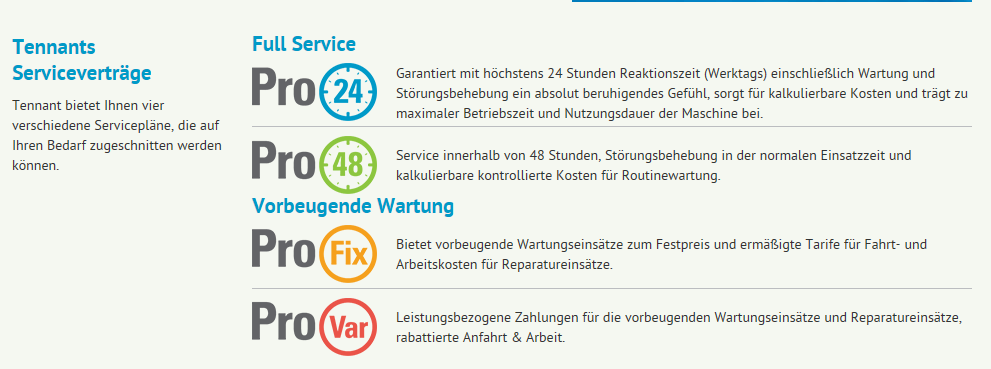 Tennants
Serviceverträge
Tennant bietet Ihnen vier
verschiedene Servicepläne, die auf
Ihren Bedarf zugeschnitten werden
können.
Full Service
Pro 24
Garantiert mit höchstens 24 Stunden Reaktionszeit (Werktags) einschließlich Wartung und
Störungsbehebung ein absolut beruhigendes Gefühl, sorgt für kalkulierbare Kosten und trägt zu
maximaler Betriebszeit und Nutzungsdauer der Maschine bei.
Pro 48
Service innerhalb von 48 Stunden, Störungsbehebung in der normalen Einsatzzeit und
kalkulierbare kontrollierte Kosten für Routinewartung.
Vorbeugende Wartung
Pro Fix
Bietet vorbeugende Wartungseinsätze zum Festpreis und ermäßigte Tarife für Fahrt- und
Arbeitskosten für Reparatureinsätze.
Pro Var
Leistungsbezogene Zahlungen für die vorbeugenden Wartungseinsätze und Reparatureinsätze,
rabattierte Anfahrt & Arbeit.